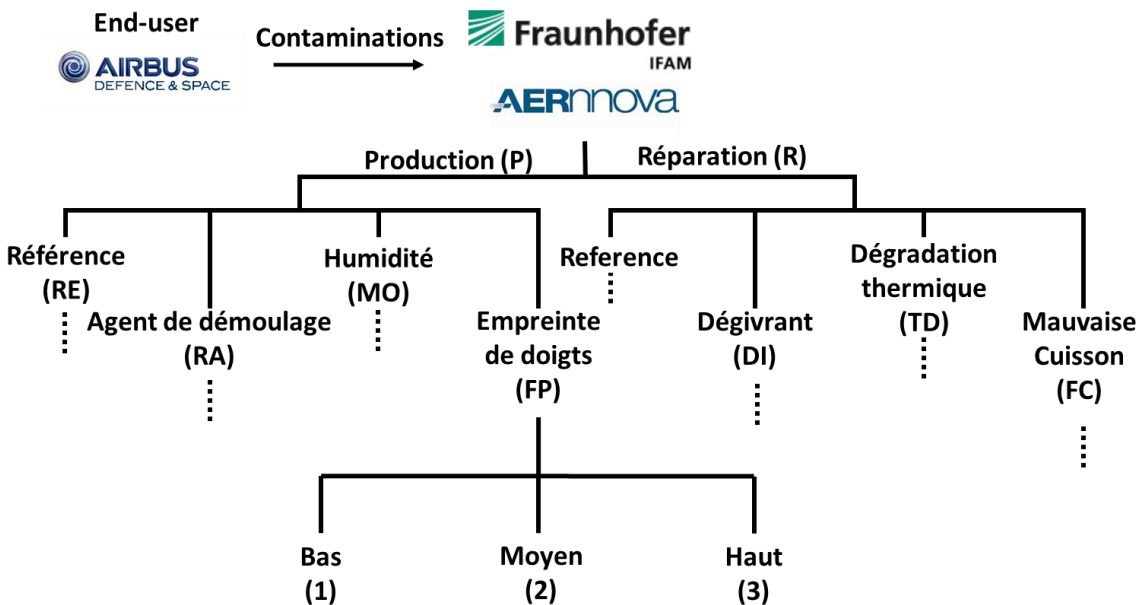 End-user
AIRBUS
DEFENCE & SPACE
Contaminations
Fraunhofer
IFAM
AERnnova
Production (P)
Réparation (R)
Référence
(RE)
Agent de démoulage
(RA)
Humidité
(MO)
Empreinte
de doigts
(FP)
Reference
Dégivrant
(DI)
Dégradation
thermique
(TD)
Mauvaise
Cuisson
(FC)
Bas
(1)
Moyen
(2)
Haut
(3)